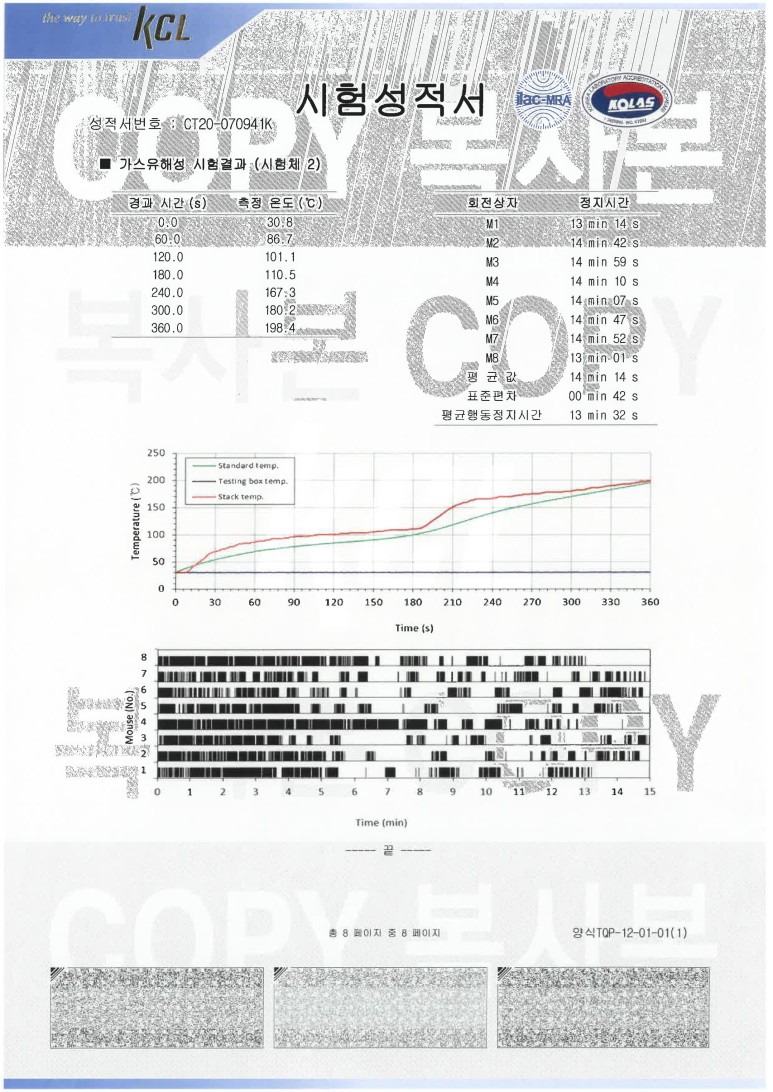 the way to trust KCL
시험성적서
ilac-MRA
KOLAS
성적서번호 : CT20-070941K
■ 가스유해성 시험결과 (시험체 2)
경과 시간 (s) 측정 온도 (℃)
0.0 30.8
60.0 86.7
120.0 101.1
180.0 110.5
240.0 167.3
300.0 180.2
360.0 198.4
회전상자 정지시간
M1 13 min 14 s
M2 14 min 42 s
M3 14 min 59 s
M4 14 min 10 s
M5 14 min 07 s
M6 14 min 47 s
M7 14 min 52 s
M8 13 min 01 s
평 균 값 14 min 14 s
표준편차 00 min 42 s
평균행동정지시간 13 min 32 s
COPY 복사본
복사본 COPY
250
200
150
100
50
0
Temperature (℃)
Standard temp.
Testing box temp.
Stack temp.
0 30 60 90 120 150 180 210 240 270 300 330 360
Time (s)
8
7
6
5
4
3
2
1
Mouse (No.)
0 1 2 3 4 5 6 7 8 9 10 11 12 13 14 15
Time (min)
----- 끝 -----
COPY 복사본
총 8 페이지 중 8 페이지
양식TQP-12-01-01(1)